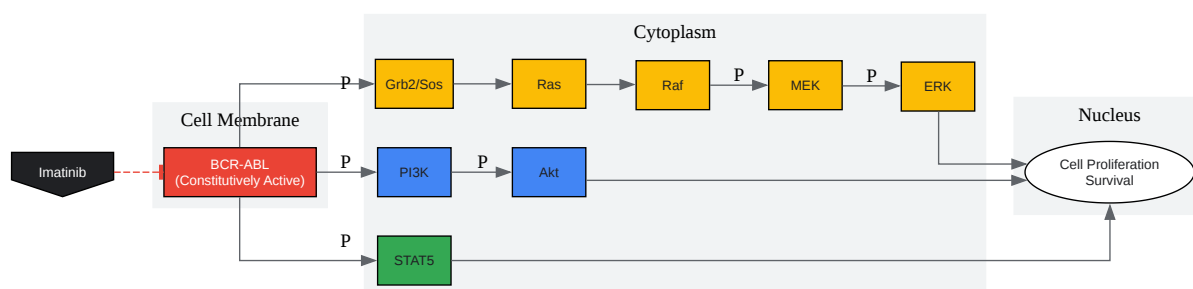 Cytoplasm
P
Grb2/Sos
Ras
Raf
P
MEK
P
ERK
Cell Membrane
Nucleus
Imatinib
BCR-ABL
(Constitutively Active)
P
PI3K
P
Akt
Cell Proliferation
Survival
P
STAT5